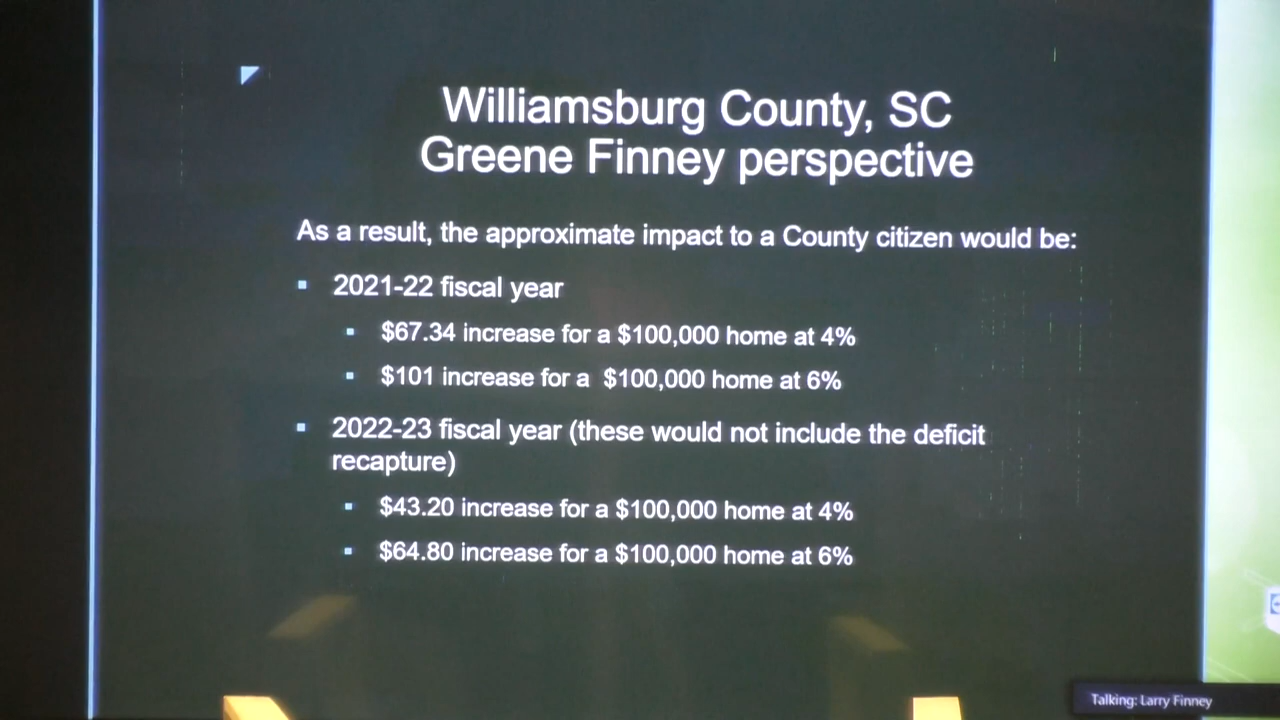 Williamsburg County, SC
Greene Finney perspective
As a result, the approximate impact to a County citizen would be:
2021-22 fiscal year
$67.34 increase for a $100,000 home at 4%
$101 increase for a $100,000 home at 6%
2022-23 fiscal year (these would not include the deficit
recapture)
$43.20 increase for a $100,000 home at 4%
$64.80 increase for a $100,000 home at 6%
Talking: Larry Finney